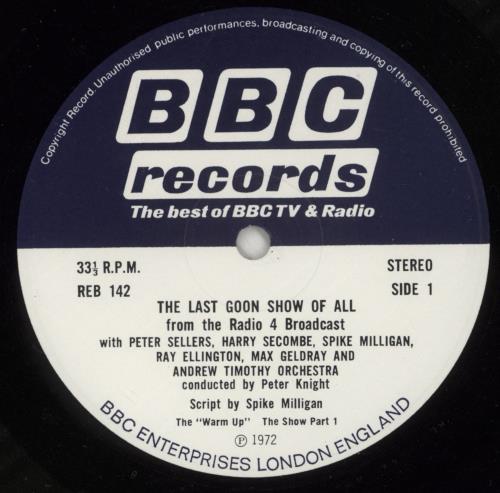 Copyright Record. Unauthorised public performances, broadcasting and copying of this record prohibited
BBC
records
The best of BBC TV & Radio
33⅓ R.P.M.
STEREO
REB 142
SIDE 1
THE LAST GOON SHOW OF ALL
from the Radio 4 Broadcast
with PETER SELLERS, HARRY SECOMBE, SPIKE MILLIGAN,
RAY ELLINGTON, MAX GELDRAY AND
ANDREW TIMOTHY ORCHESTRA
conducted by Peter Knight
Script by Spike Milligan
The "Warm Up" The Show Part 1
℗ 1972
BBC ENTERPRISES LONDON ENGLAND